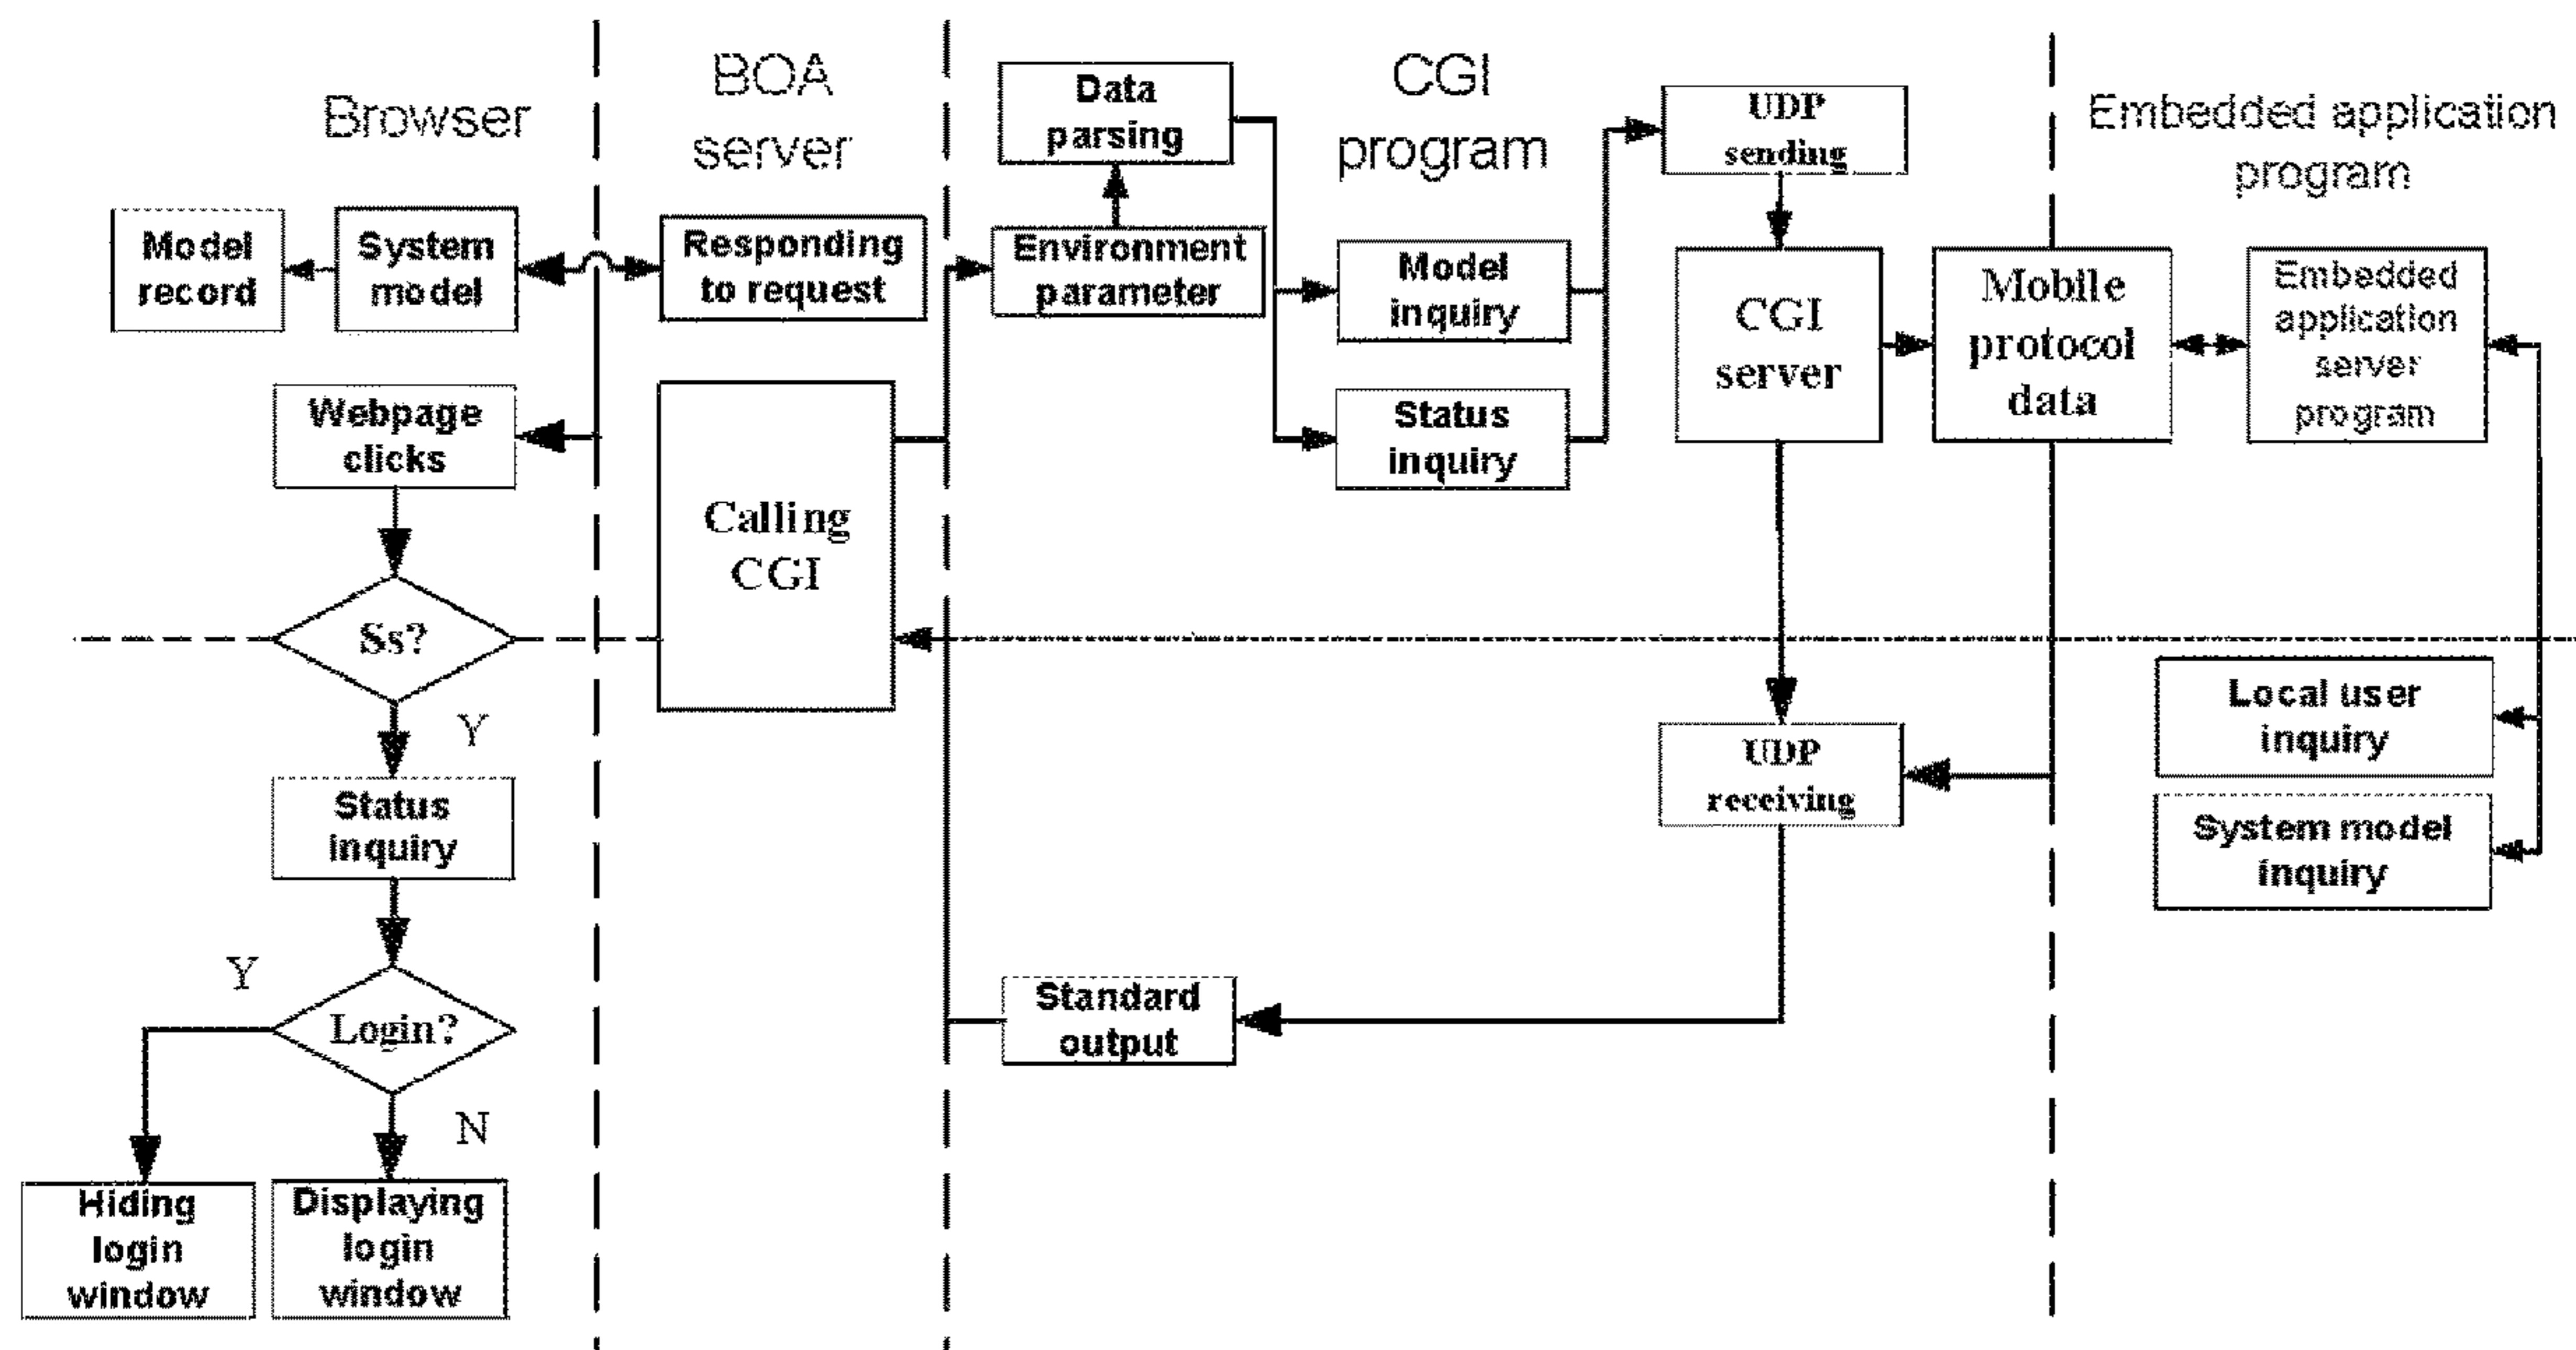 Browser
BOA
server
CGI
program
Embedded application
program
Model
record
System
model
Responding
to request
Data
parsing
Environment
parameter
Model
inquiry
Status
inquiry
UDP
sending
CGI
server
Mobile
protocol
data
Embedded
application
server
program
Webpage
clicks
Calling
CGI
Ss?
Y
Status
inquiry
Y
Login?
N
Hiding
login
window
Displaying
login
window
UDP
receiving
Standard
output
Local user
inquiry
System model
inquiry